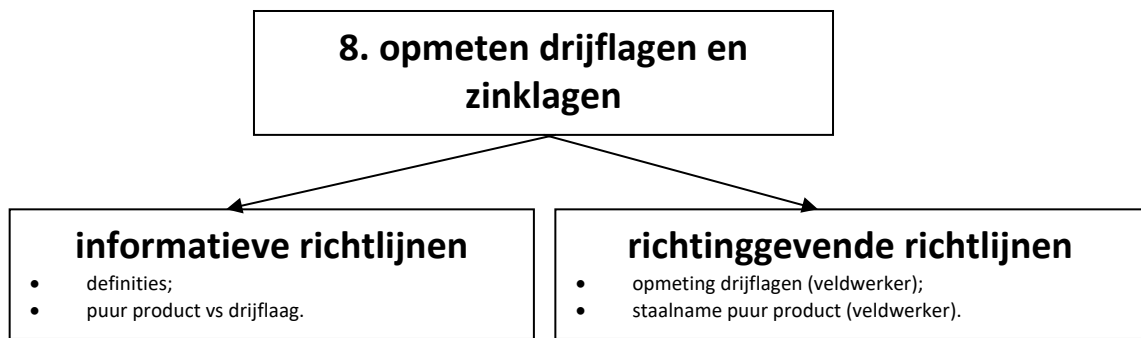 8. opmeten drijflagen en
zinklagen
informatieve richtlijnen
• definities;
• puur product vs drijflaag.
richtinggevende richtlijnen
• opmeting drijflagen (veldwerker);
• staalname puur product (veldwerker).